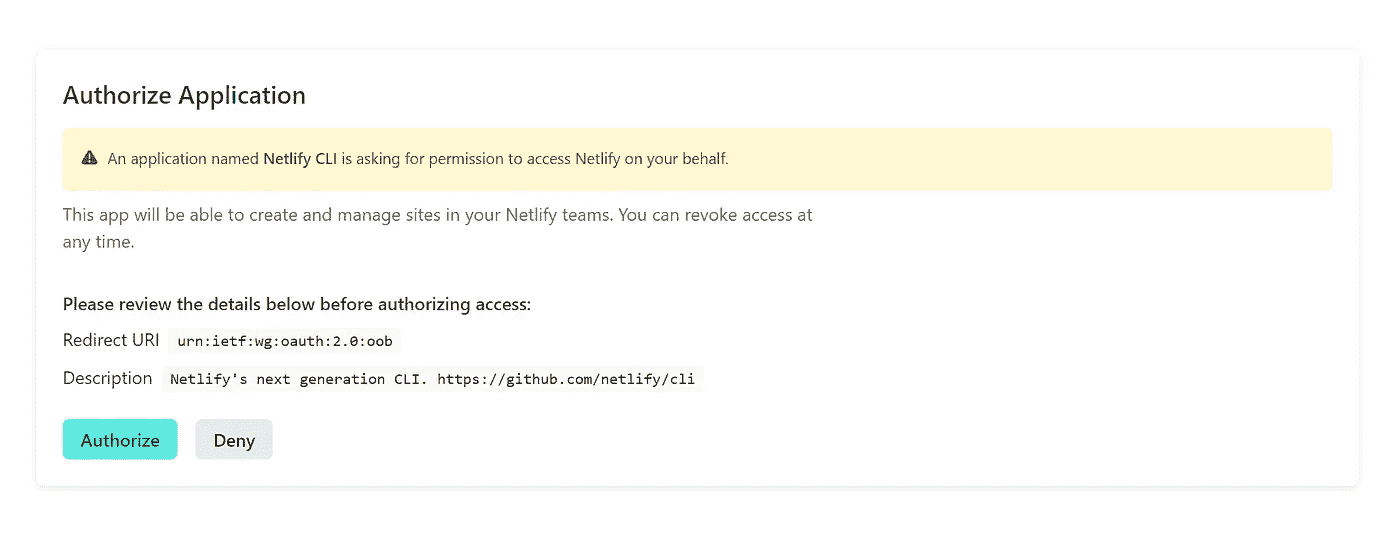 Authorize Application
An application named Netlify CLI is asking for permission to access Netlify on your behalf.
This app will be able to create and manage sites in your Netlify teams. You can revoke access at
any time.
Please review the details below before authorizing access:
Redirect URI urn:ietf:wg:oauth:2.0:oob
Description Netlify's next generation CLI. https://github.com/netlify/cli
Authorize Deny